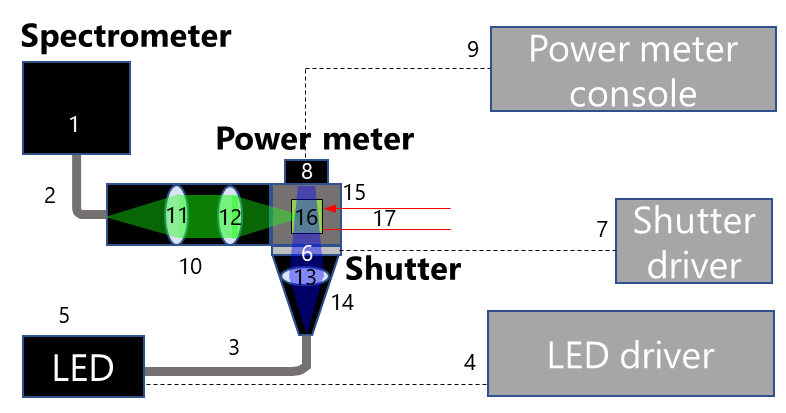 Spectrometer
1
2
Power meter
8
9
Power meter
console
15
11
12
16
17
10
6
Shutter
13
14
7
Shutter
driver
5
LED
3
4
LED driver